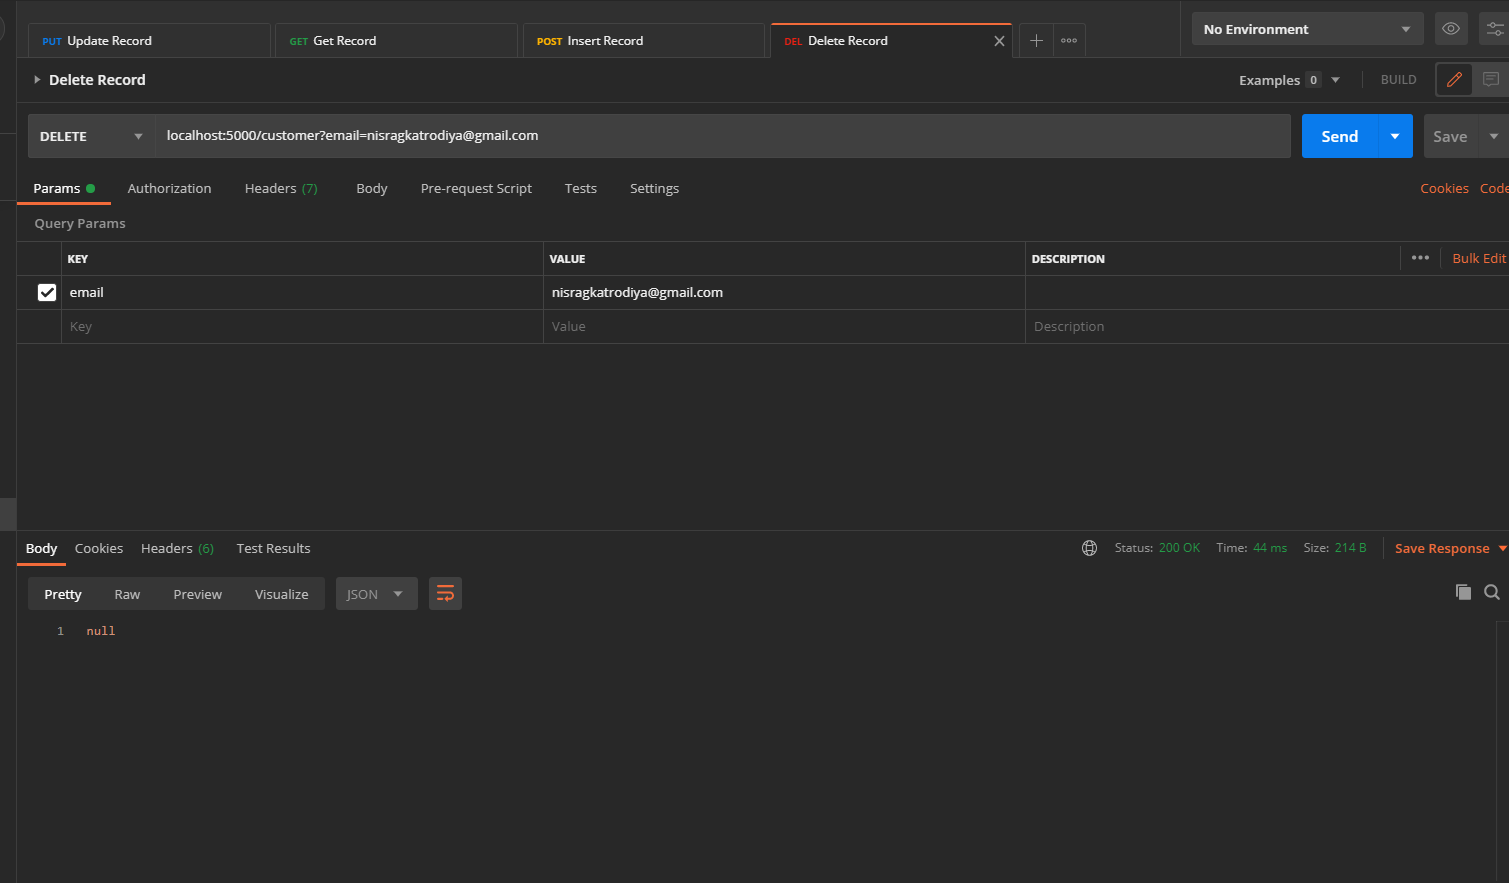 PUT Update Record GET Get Record POST Insert Record DEL Delete Record No Environment
Delete Record Examples 0 BUILD
DELETE localhost:5000/customer?email=nisragkatrodiya@gmail.com Send Save
Params Authorization Headers (7) Body Pre-request Script Tests Settings Cookies Code
Query Params
KEY VALUE DESCRIPTION Bulk Edit
email nisragkatrodiya@gmail.com
Key Value Description
Body Cookies Headers (6) Test Results Status: 200 OK Time: 44 ms Size: 214 B Save Response
Pretty Raw Preview Visualize JSON
1 null